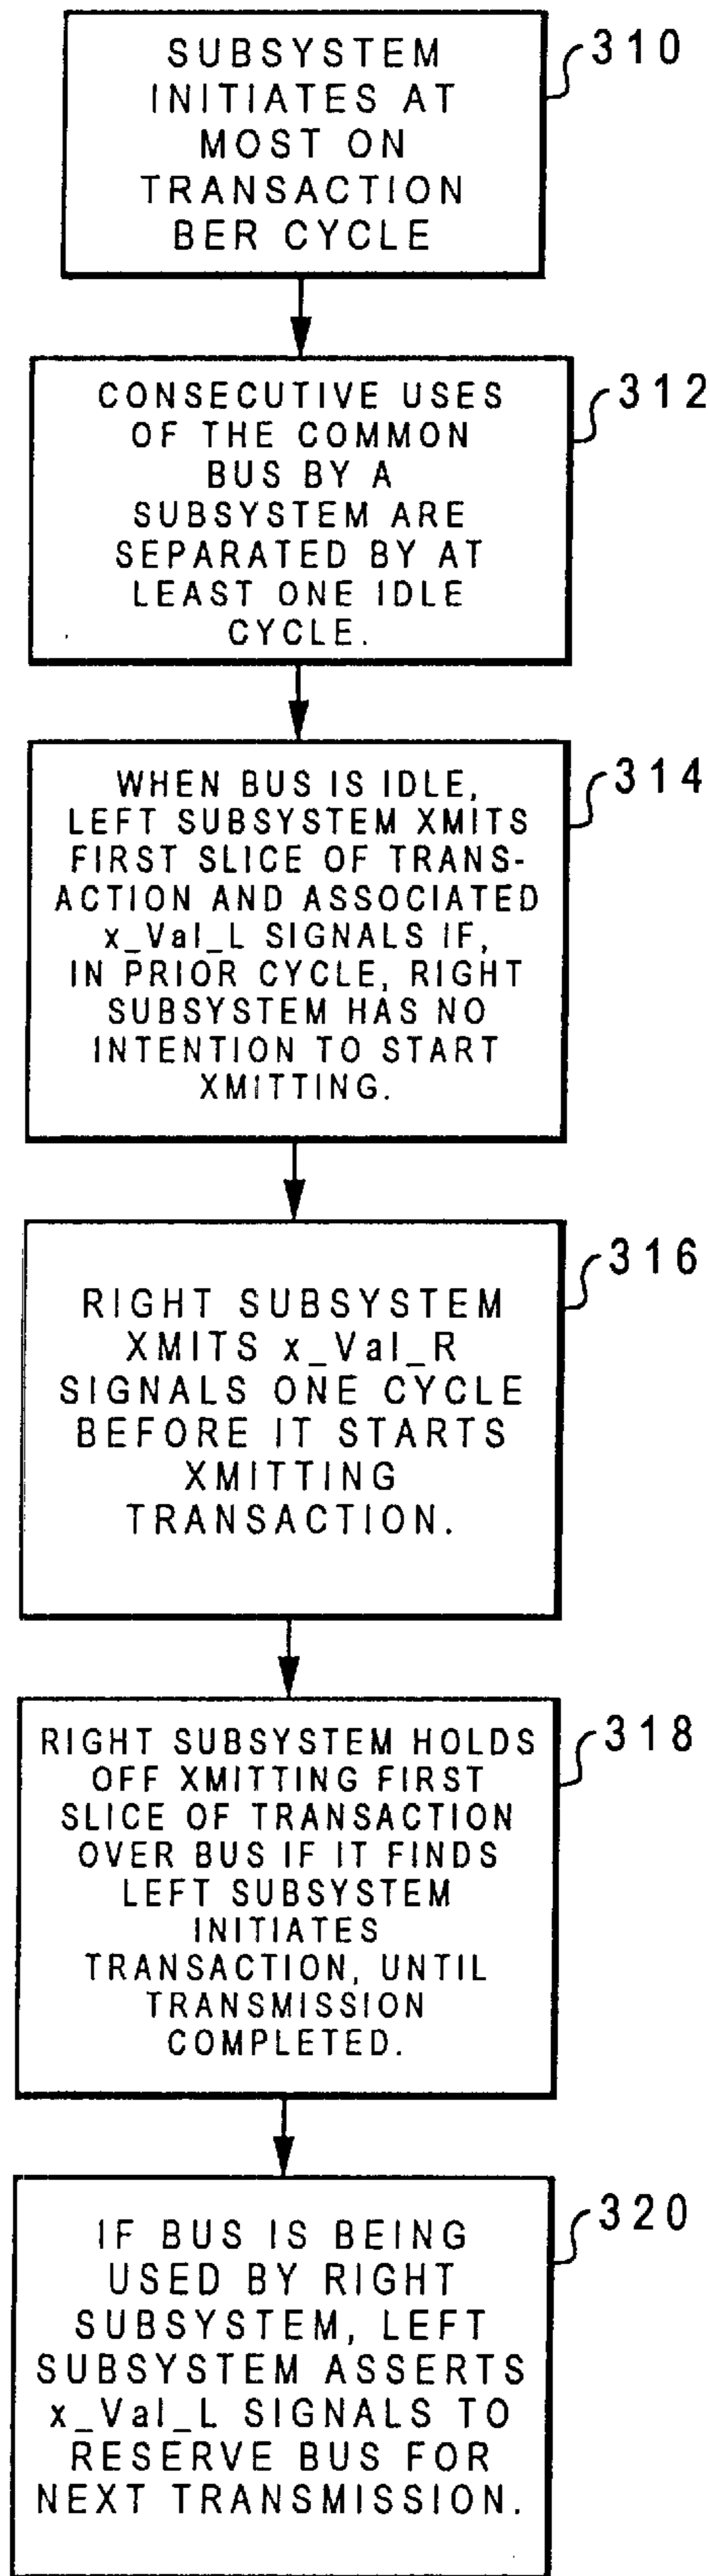 SUBSYSTEM
INITIATES AT
MOST ON
TRANSACTION
BER CYCLE
310
CONSECUTIVE USES
OF THE COMMON
BUS BY A
SUBSYSTEM ARE
SEPARATED BY AT
LEAST ONE IDLE
CYCLE.
312
WHEN BUS IS IDLE,
LEFT SUBSYSTEM XMITS
FIRST SLICE OF TRANS-
ACTION AND ASSOCIATED
x_Val_L SIGNALS IF,
IN PRIOR CYCLE, RIGHT
SUBSYSTEM HAS NO
INTENTION TO START
XMITTING.
314
RIGHT SUBSYSTEM
XMITS x_Val_R
SIGNALS ONE CYCLE
BEFORE IT STARTS
XMITTING
TRANSACTION.
316
RIGHT SUBSYSTEM HOLDS
OFF XMITTING FIRST
SLICE OF TRANSACTION
OVER BUS IF IT FINDS
LEFT SUBSYSTEM
INITIATES
TRANSACTION, UNTIL
TRANSMISSION
COMPLETED.
318
IF BUS IS BEING
USED BY RIGHT
SUBSYSTEM, LEFT
SUBSYSTEM ASSERTS
x_Val_L SIGNALS TO
RESERVE BUS FOR
NEXT TRANSMISSION.
320